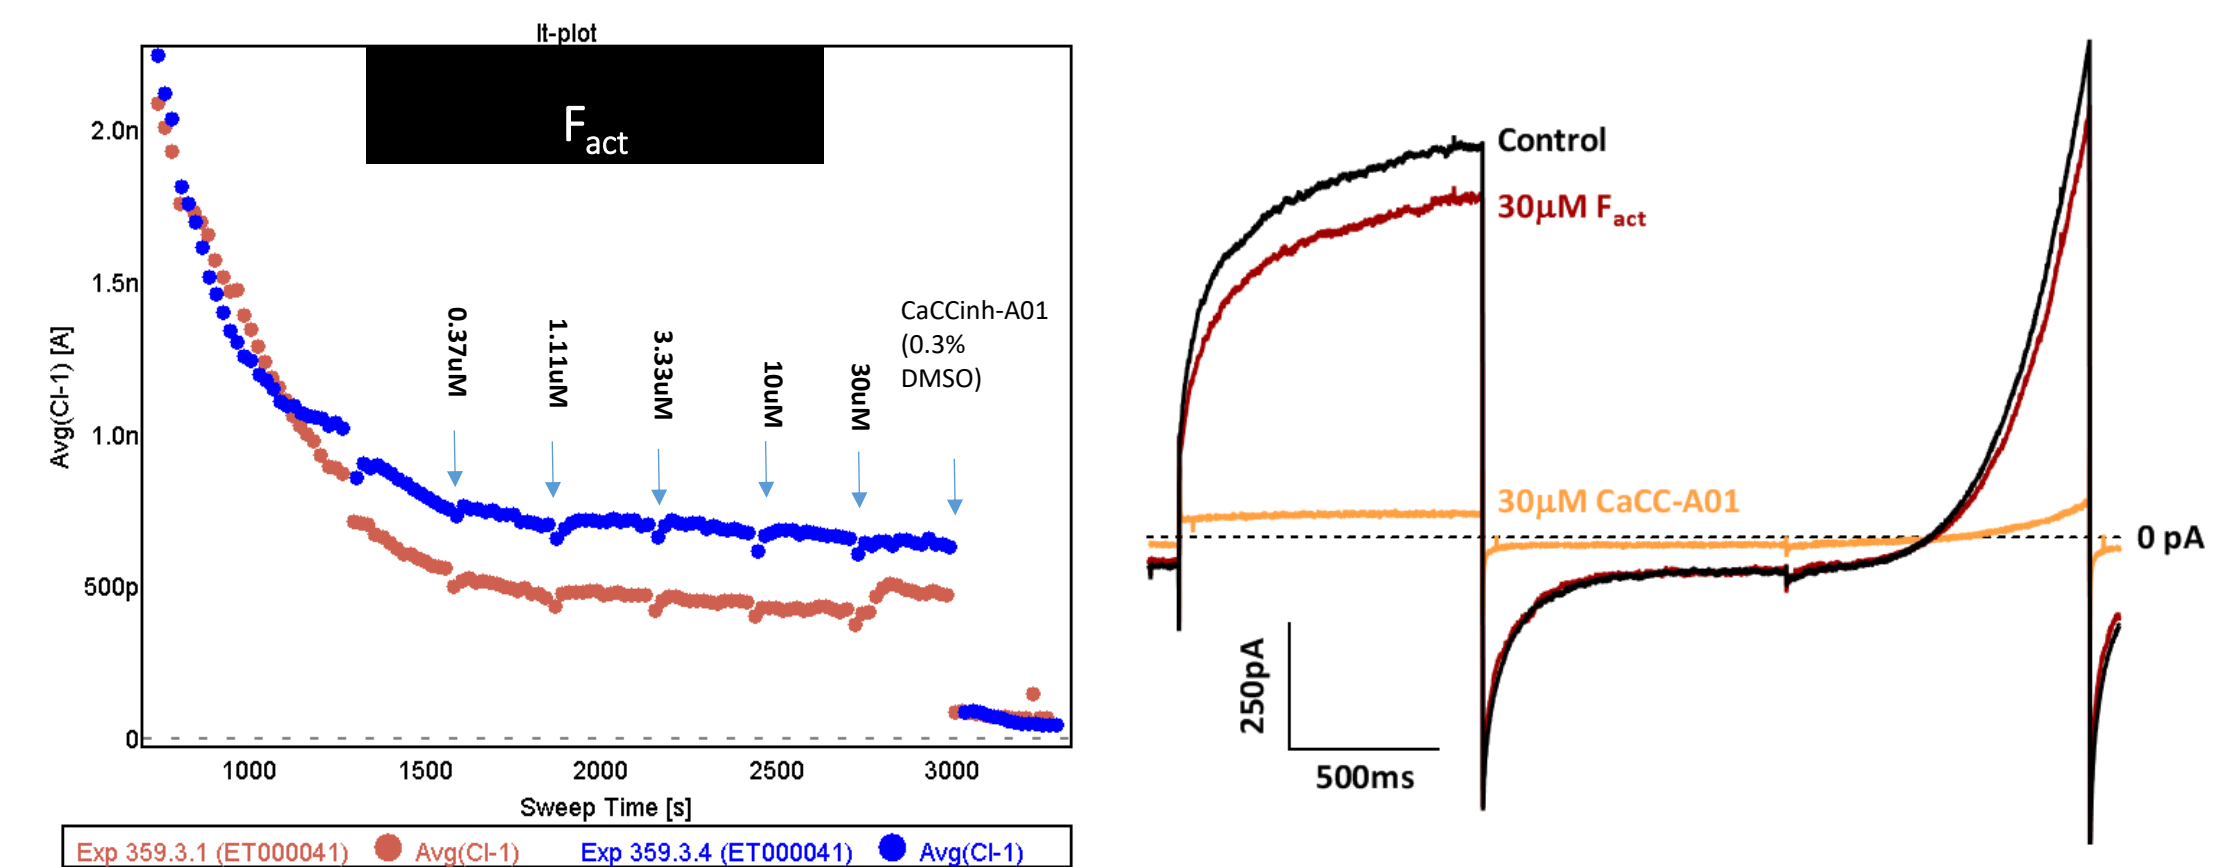 It-plot
F_act
2.0n
1.5n
1.0n
500p
0
Avg(Cl-1) [A]
0.37uM
1.11uM
3.33uM
10uM
30uM
CaCCinh-A01
(0.3%
DMSO)
1000 1500 2000 2500 3000
Sweep Time [s]
Exp 359.3.1 (ET000041) Avg(Cl-1) Exp 359.3.4 (ET000041) Avg(Cl-1)
Control
30µM F_act
30µM CaCC-A01
0 pA
250pA
500ms